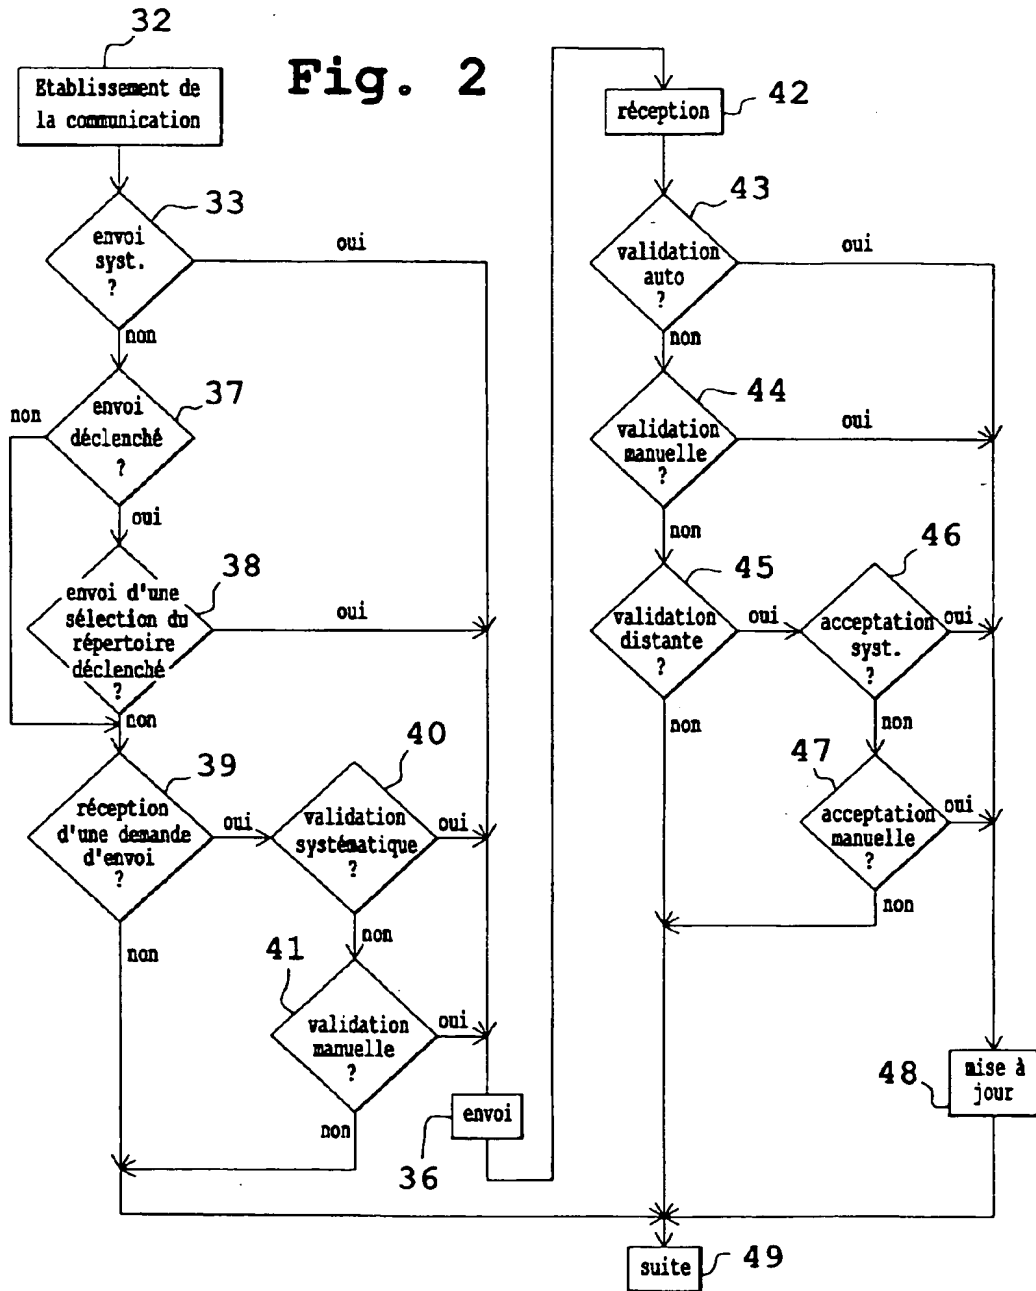 Fig. 2
32
Etablissement de
la communication
33
envoi
syst.
?
oui
non
37
non
envoi
déclenché
?
oui
38
envoi d'une
sélection du
répertoire
déclenché
?
oui
non
39
réception
d'une demande
d'envoi
?
oui
non
40
validation
systématique
?
oui
non
41
validation
manuelle
?
oui
non
envoi
36
réception
42
43
validation
auto
?
oui
non
44
validation
manuelle
?
oui
non
45
validation
distante
?
oui
non
46
acceptation
syst.
?
oui
non
47
acceptation
manuelle
?
oui
non
48
mise à
jour
suite
49